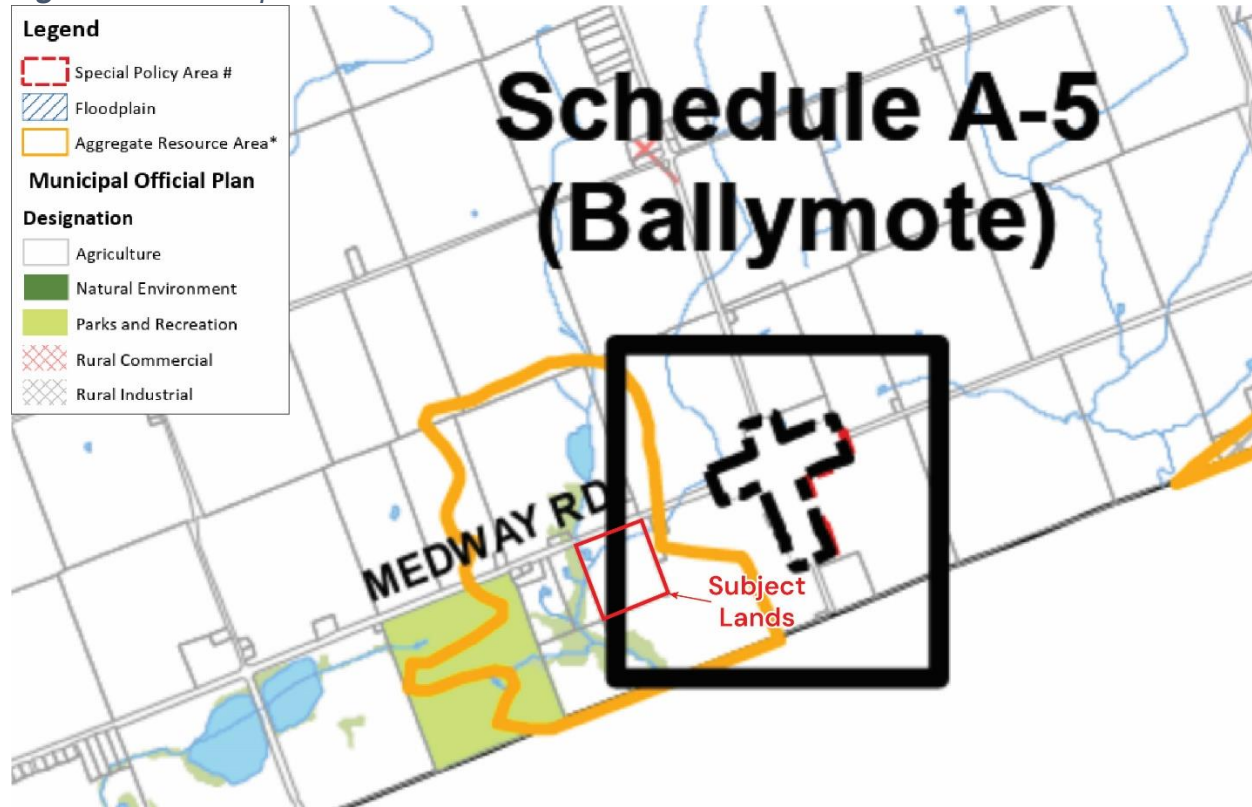 Legend
Special Policy Area #
Floodplain
Aggregate Resource Area*
Municipal Official Plan
Designation
Agriculture
Natural Environment
Parks and Recreation
Rural Commercial
Rural Industrial
Schedule A-5
(Ballymote)
MEDWAY RD
Subject
Lands